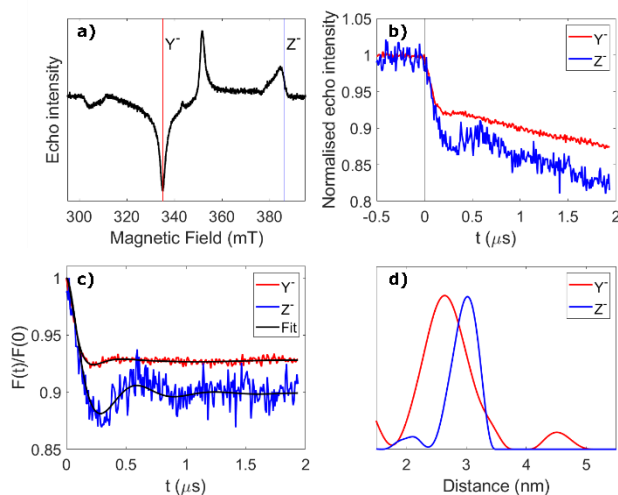 a)
Y⁻
Z⁻
Echo intensity
300 320 340 360 380
Magnetic Field (mT)
b)
Y⁻
Z⁻
Normalised echo intensity
1.05
1
0.95
0.9
0.85
0.8
-0.5 0 0.5 1 1.5 2
t (μs)
c)
Y⁻
Z⁻
Fit
F(t)/F(0)
1
0.95
0.9
0.85
0 0.5 1 1.5 2
t (μs)
d)
Y⁻
Z⁻
2 3 4 5
Distance (nm)